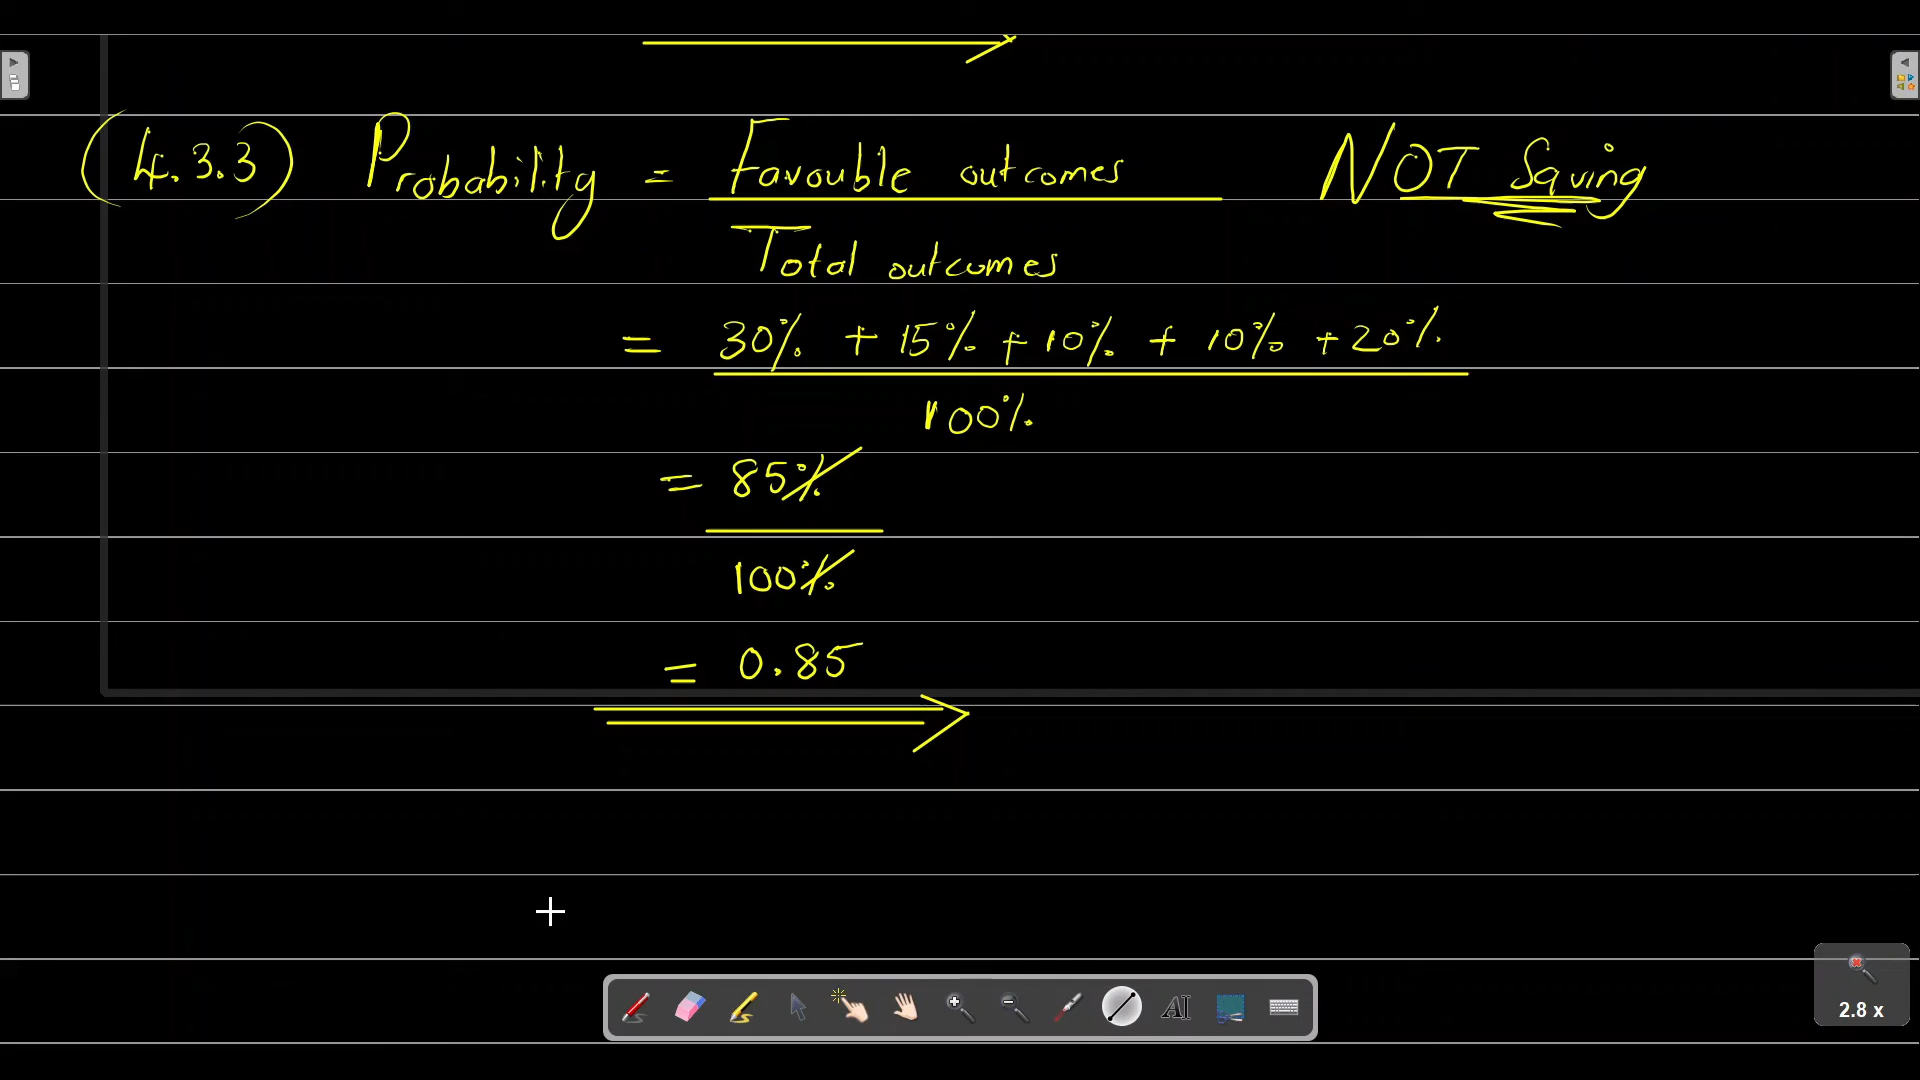 (4.3.3) Probability = Favouble outcomes NOT Saving
Total outcomes
= 30% + 15% + 10% + 10% + 20%
100%
= 85%
100%
= 0.85
AI
2.8 x